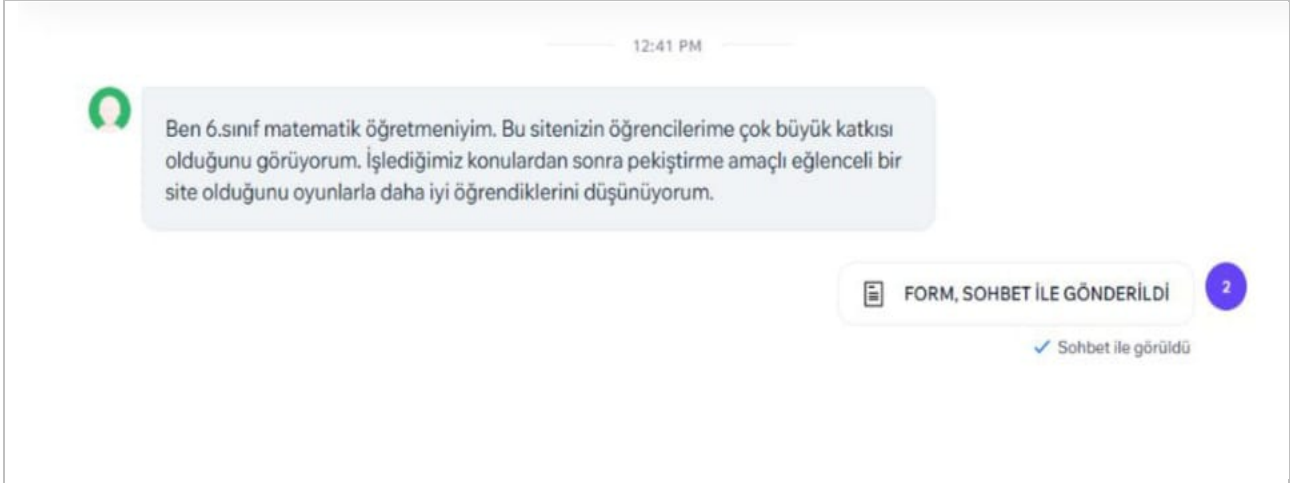 12:41 PM
Ben 6.sınıf matematik öğretmeniyim. Bu sitenizin öğrencilerime çok büyük katkısı
olduğunu görüyorum. İşlediğimiz konulardan sonra pekiştirme amaçlı eğlenceli bir
site olduğunu oyunlarla daha iyi öğrendiklerini düşünüyorum.
FORM, SOHBET İLE GÖNDERİLDİ
2
Sohbet ile görüldü